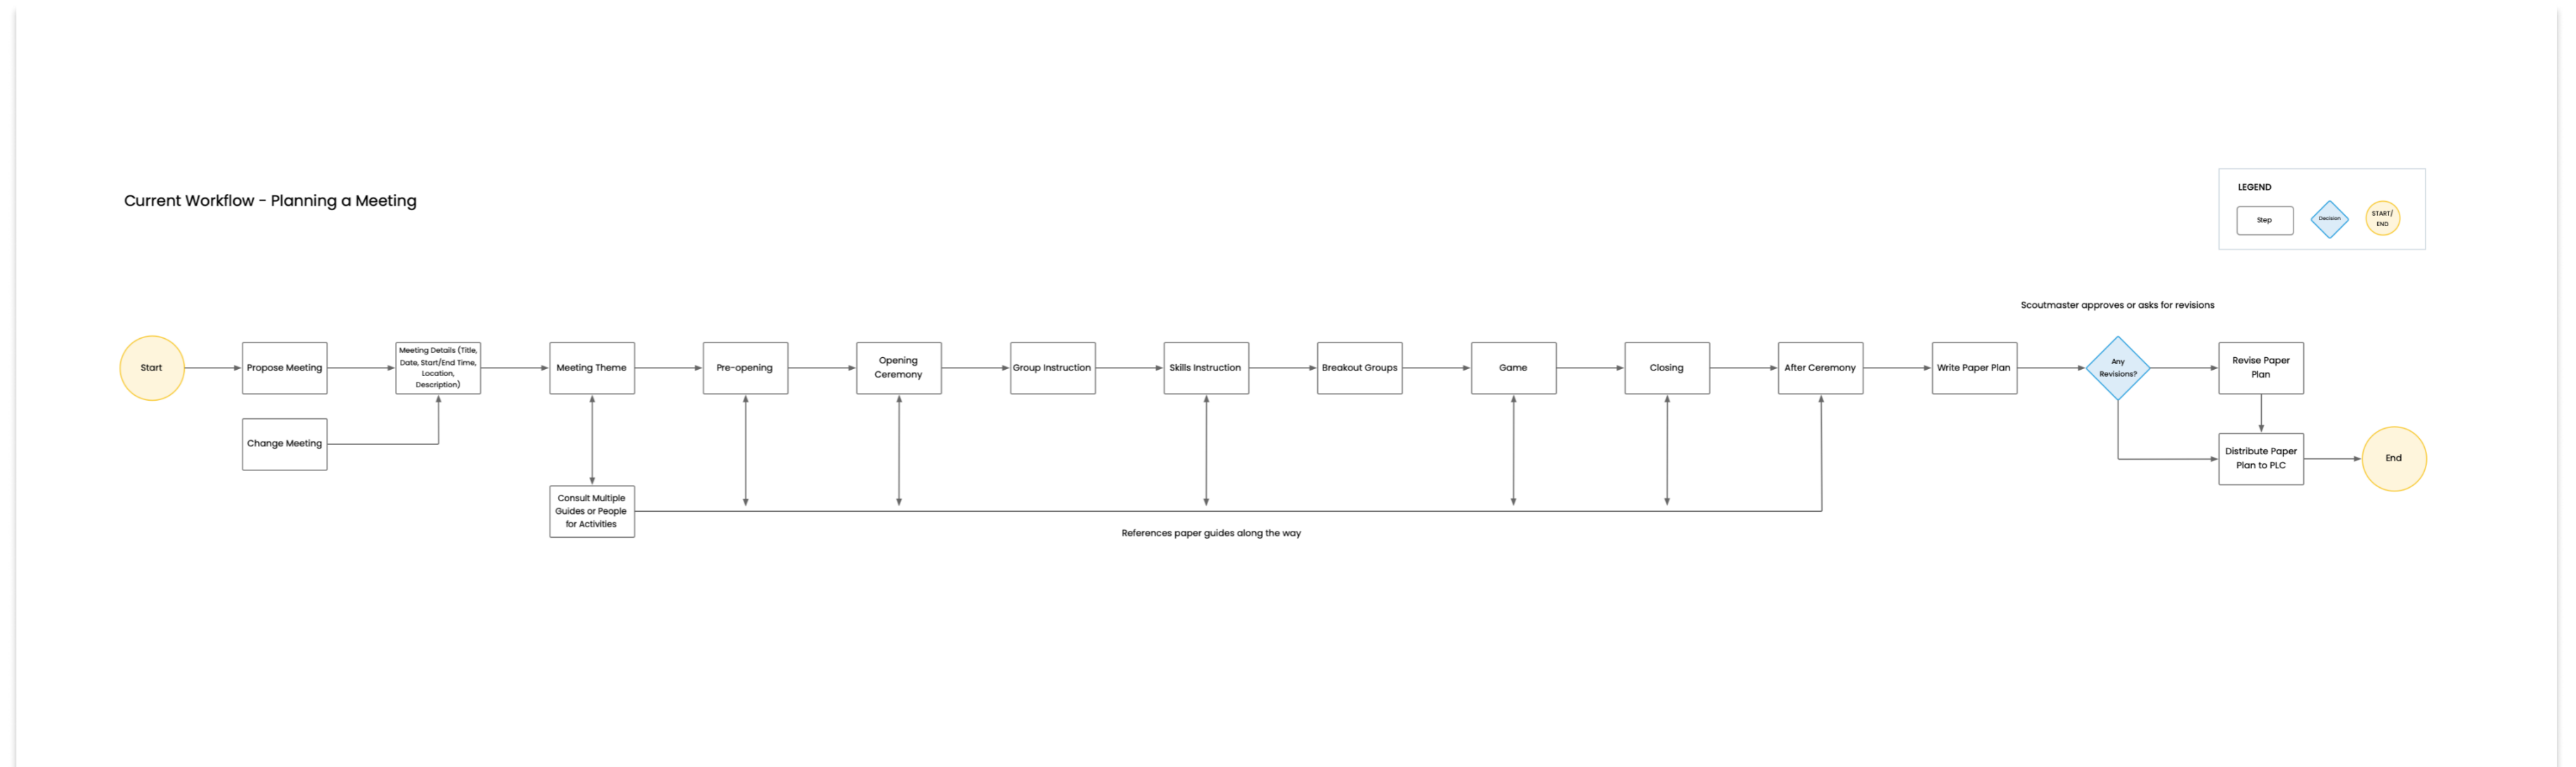 Current Workflow - Planning a Meeting
LEGEND
Step
Decision
START/
END
Scoutmaster approves or asks for revisions
Start
Propose Meeting
Meeting Details (Title,
Date, Start/End Time,
Location,
Description)
Meeting Theme
Pre-opening
Opening
Ceremony
Group Instruction
Skills Instruction
Breakout Groups
Game
Closing
After Ceremony
Write Paper Plan
Any
Revisions?
Revise Paper
Plan
Change Meeting
Distribute Paper
Plan to PLC
End
Consult Multiple
Guides or People
for Activities
References paper guides along the way